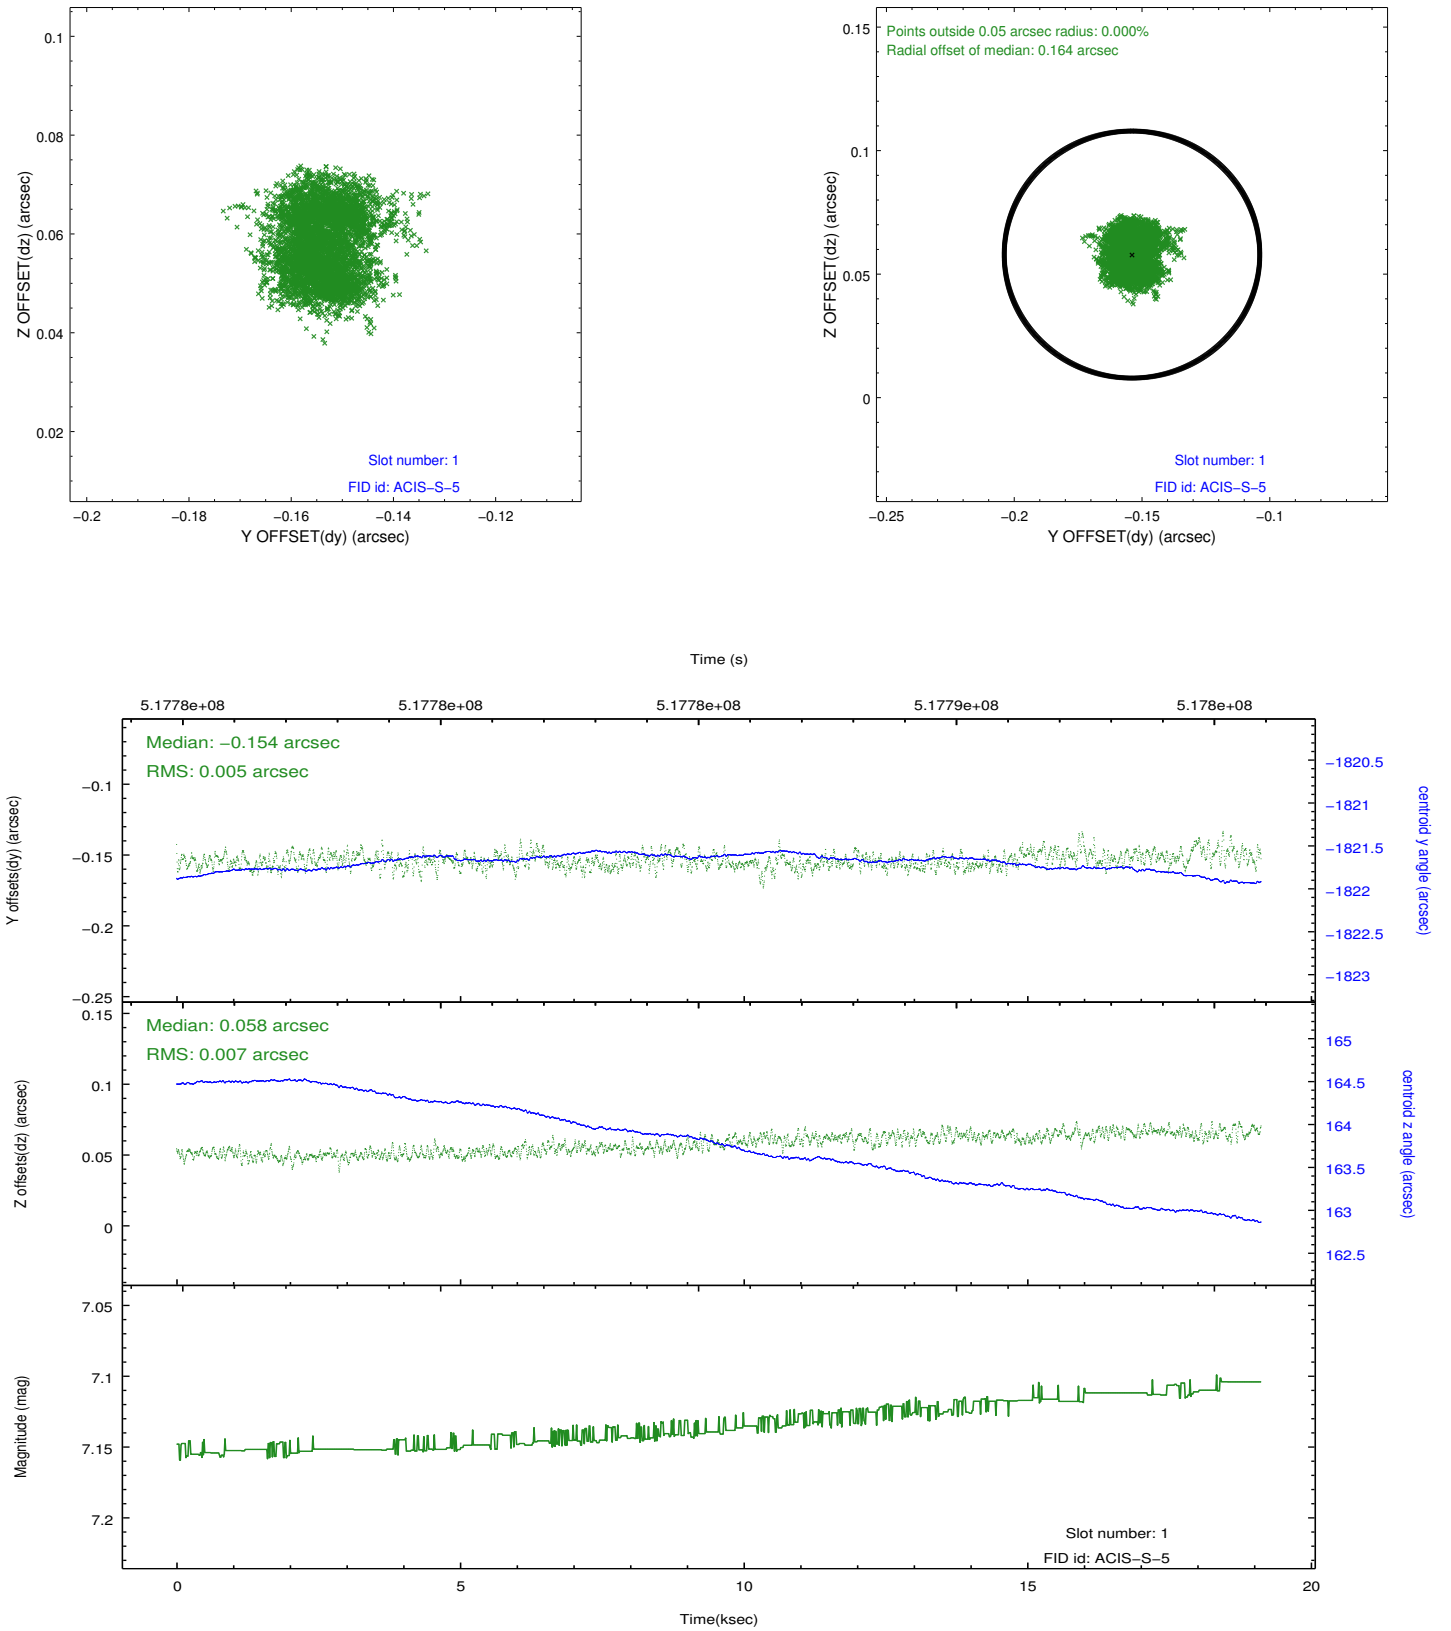 0.1
0.08
0.06
0.04
0.02
Z OFFSET(dz) (arcsec)
Slot number: 1
FID id: ACIS−S−5
−0.2
−0.18
−0.16
−0.14
−0.12
Y OFFSET(dy) (arcsec)
Points outside 0.05 arcsec radius: 0.000%
Radial offset of median: 0.164 arcsec
0.15
0.1
0.05
0
Z OFFSET(dz) (arcsec)
Slot number: 1
FID id: ACIS−S−5
−0.25
−0.2
−0.15
−0.1
Y OFFSET(dy) (arcsec)
Time (s)
5.1778e+08
5.1778e+08
5.1778e+08
5.1779e+08
5.178e+08
Median: −0.154 arcsec
RMS: 0.005 arcsec
−0.1
−0.15
−0.2
−0.25
Y offsets(dy) (arcsec)
−1820.5
−1821
−1821.5
−1822
−1822.5
−1823
centroid y angle (arcsec)
Median: 0.058 arcsec
RMS: 0.007 arcsec
0.15
0.1
0.05
0
Z offsets(dz) (arcsec)
165
164.5
164
163.5
163
162.5
centroid z angle (arcsec)
7.05
7.1
7.15
7.2
Magnitude (mag)
Slot number: 1
FID id: ACIS−S−5
0
5
10
15
20
Time(ksec)